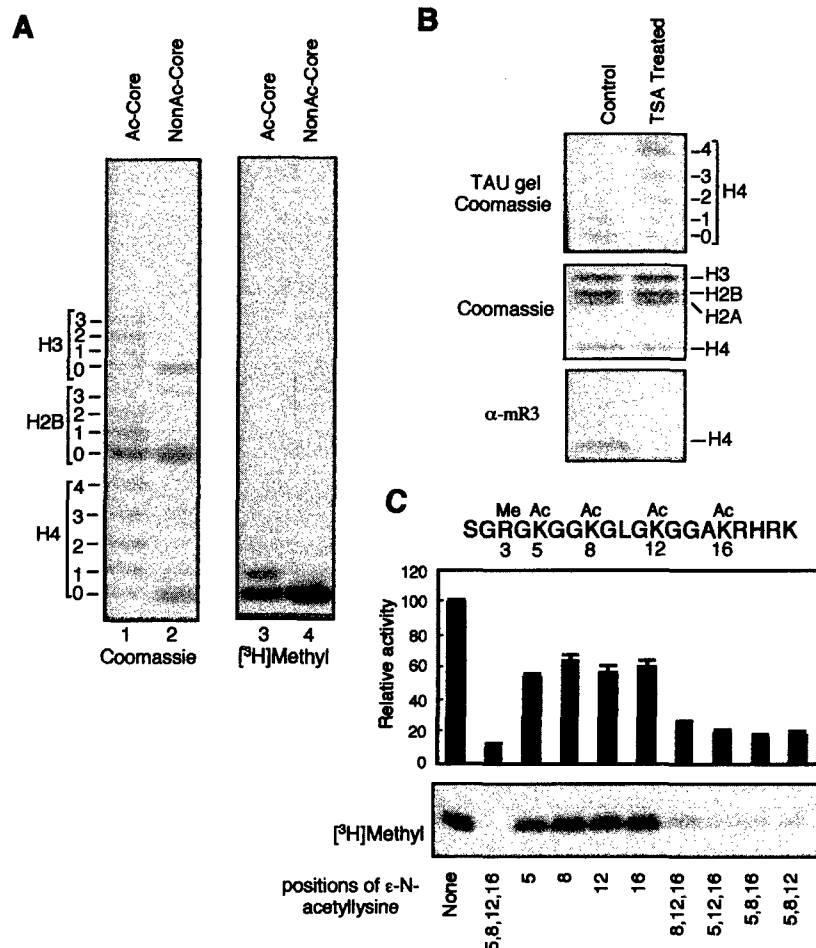 A
Ac-Core
NonAc-Core
Ac-Core
NonAc-Core
H3
3
2
1
0
H2B
3
2
1
0
H4
4
3
2
1
0
1 2
Coomassie
3 4
[³H]Methyl
B
Control
TSA Treated
TAU gel
Coomassie
-4
-3
-2
-1
-0
H4
Coomassie
H3
H2B
H2A
H4
α-mR3
H4
C
Me Ac Ac Ac Ac
SGRGKGGKGLGKGGAKRHRK
3 5 8 12 16
Relative activity
120
100
80
60
40
20
0
[³H]Methyl
positions of ε-N-
acetyllysine
None
5,8,12,16
5
8
12
16
8,12,16
5,12,16
5,8,16
5,8,12